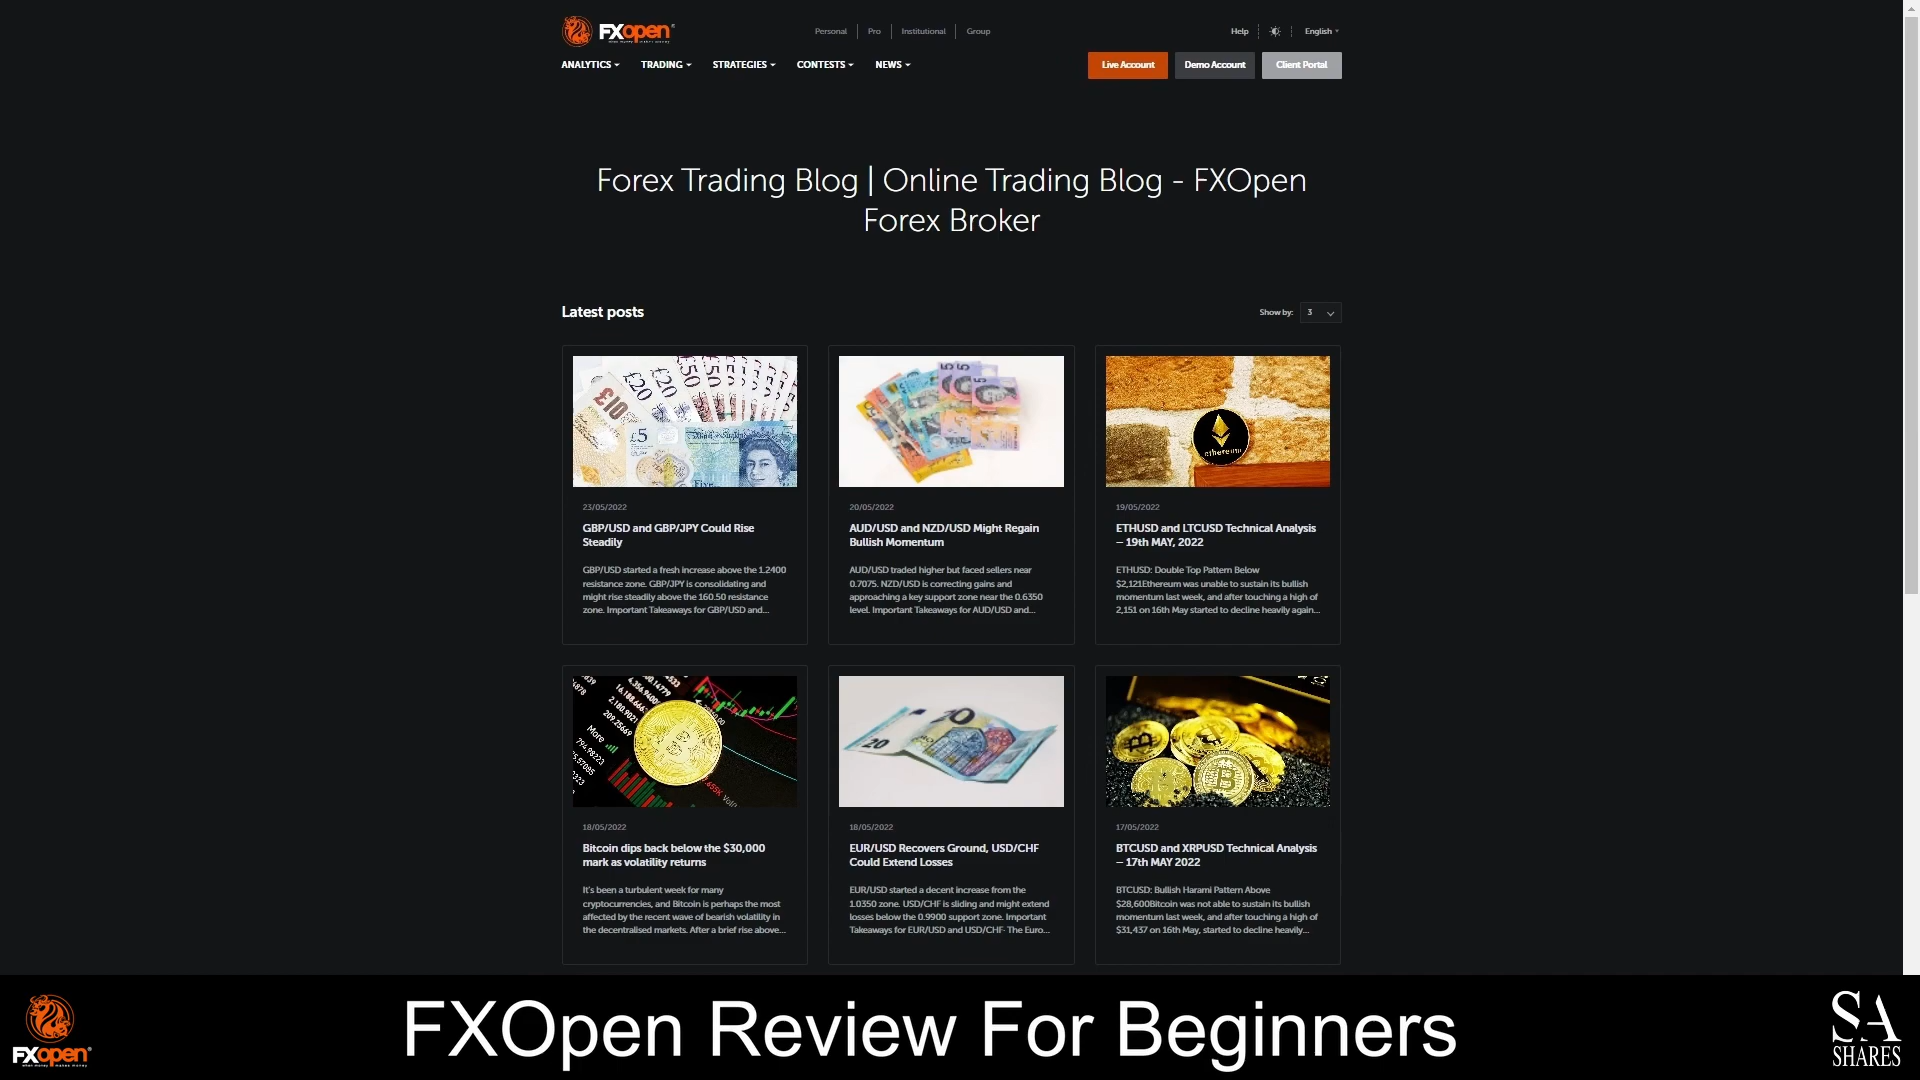 FXopen
Personal Pro Institutional Group
Help English
ANALYTICS TRADING STRATEGIES CONTESTS NEWS
Live Account Demo Account Client Portal
Forex Trading Blog | Online Trading Blog - FXOpen
Forex Broker
Latest posts
Show by: 3
23/05/2022
GBP/USD and GBP/JPY Could Rise
Steadily
GBP/USD started a fresh increase above the 1.2400
resistance zone. GBP/JPY is consolidating and
might rise steadily above the 160.50 resistance
zone. Important Takeaways for GBP/USD and...
20/05/2022
AUD/USD and NZD/USD Might Regain
Bullish Momentum
AUD/USD traded higher but faced sellers near
0.7075. NZD/USD is correcting gains and
approaching a key support zone near the 0.6350
level. Important Takeaways for AUD/USD and...
ethereum
19/05/2022
ETHUSD and LTCUSD Technical Analysis
– 19th MAY, 2022
ETHUSD: Double Top Pattern Below
$2,121Ethereum was unable to sustain its bullish
momentum last week, and after touching a high of
2,151 on 16th May started to decline heavily again...
18/05/2022
Bitcoin dips back below the $30,000
mark as volatility returns
It's been a turbulent week for many
cryptocurrencies, and Bitcoin is perhaps the most
affected by the recent wave of bearish volatility in
the decentralised markets. After a brief rise above...
18/05/2022
EUR/USD Recovers Ground, USD/CHF
Could Extend Losses
EUR/USD started a decent increase from the
1.0350 zone. USD/CHF is sliding and might extend
losses below the 0.9900 support zone. Important
Takeaways for EUR/USD and USD/CHF· The Euro...
17/05/2022
BTCUSD and XRPUSD Technical Analysis
– 17th MAY 2022
BTCUSD: Bullish Harami Pattern Above
$28,600Bitcoin was not able to sustain its bullish
momentum last week, and after touching a high of
$31,437 on 16th May, started to decline heavily...
FXopen
FXOpen Review For Beginners
SA
SHARES